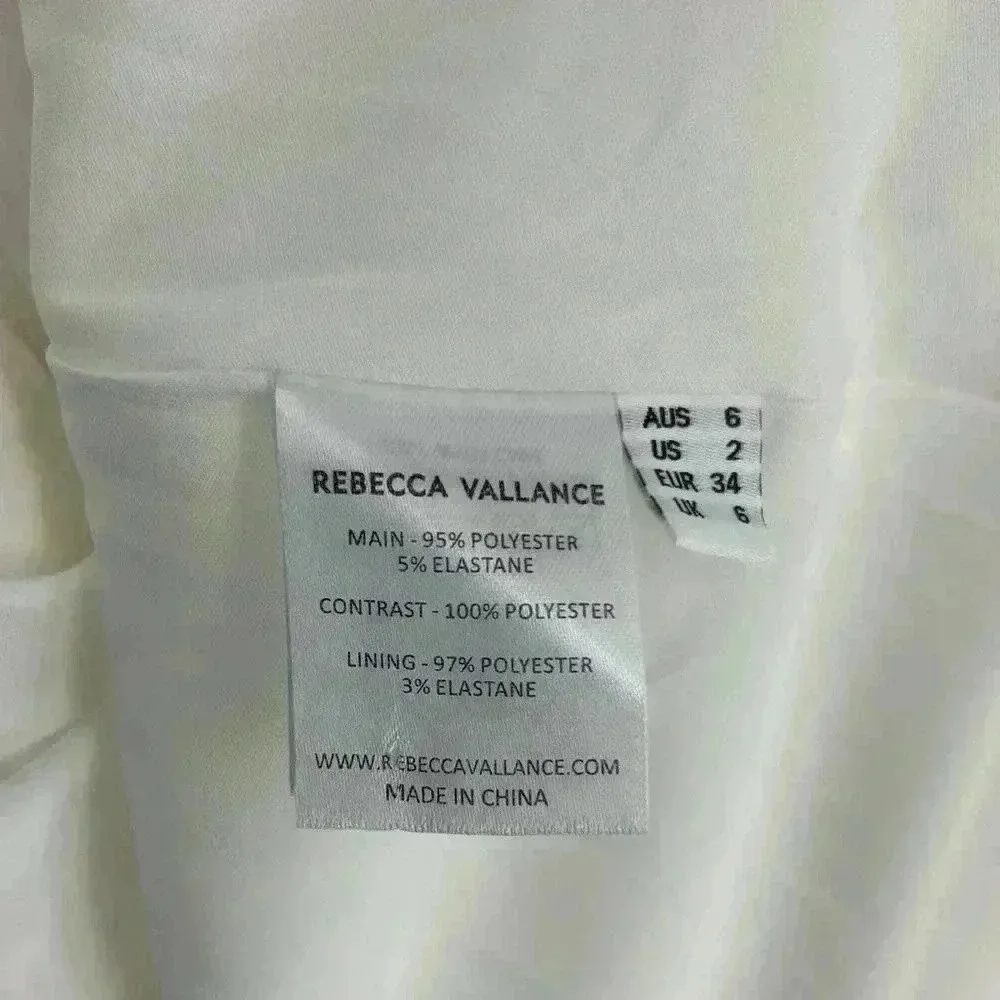 REBECCA VALLANCE
MAIN - 95% POLYESTER
5% ELASTANE
CONTRAST - 100% POLYESTER
LINING - 97% POLYESTER
3% ELASTANE
WWW.REBECCAVALLANCE.COM
MADE IN CHINA
AUS 6
US 2
EUR 34
UK 6